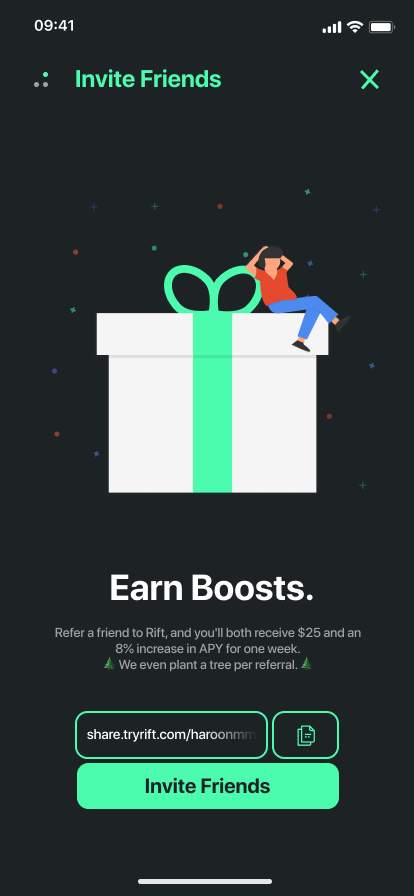 09:41
Invite Friends
Earn Boosts.
Refer a friend to Rift, and you'll both receive $25 and an
8% increase in APY for one week.
🌲 We even plant a tree per referral. 🌲
share.tryrift.com/haroonmm
Invite Friends